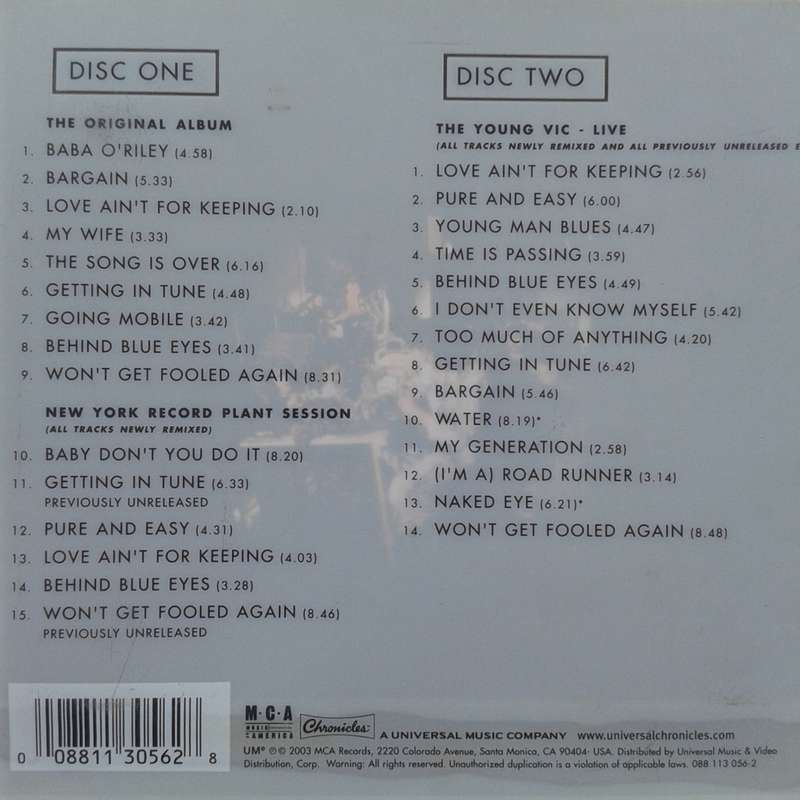 DISC ONE
THE ORIGINAL ALBUM
1. BABA O'RILEY (4.58)
2. BARGAIN (5.33)
3. LOVE AIN'T FOR KEEPING (2.10)
4. MY WIFE (3.33)
5. THE SONG IS OVER (6.16)
6. GETTING IN TUNE (4.48)
7. GOING MOBILE (3.42)
8. BEHIND BLUE EYES (3.41)
9. WON'T GET FOOLED AGAIN (8.31)
NEW YORK RECORD PLANT SESSION
(ALL TRACKS NEWLY REMIXED)
10. BABY DON'T YOU DO IT (8.20)
11. GETTING IN TUNE (6.33)
PREVIOUSLY UNRELEASED
12. PURE AND EASY (4.31)
13. LOVE AIN'T FOR KEEPING (4.03)
14. BEHIND BLUE EYES (3.28)
15. WON'T GET FOOLED AGAIN (8.46)
PREVIOUSLY UNRELEASED
DISC TWO
THE YOUNG VIC - LIVE
(ALL TRACKS NEWLY REMIXED AND ALL PREVIOUSLY UNRELEASED E
1. LOVE AIN'T FOR KEEPING (2.56)
2. PURE AND EASY (6.00)
3. YOUNG MAN BLUES (4.47)
4. TIME IS PASSING (3.59)
5. BEHIND BLUE EYES (4.49)
6. I DON'T EVEN KNOW MYSELF (5.42)
7. TOO MUCH OF ANYTHING (4.20)
8. GETTING IN TUNE (6.42)
9. BARGAIN (5.46)
10. WATER (8.19)*
11. MY GENERATION (2.58)
12. (I'M A) ROAD RUNNER (3.14)
13. NAKED EYE (6.21)*
14. WON'T GET FOOLED AGAIN (8.48)
0 08811 30562 8
M·C·A
MUSIC AMERICA
Chronicles
A UNIVERSAL MUSIC COMPANY www.universalchronicles.com
UM® ℗© 2003 MCA Records, 2220 Colorado Avenue, Santa Monica, CA 90404· USA. Distributed by Universal Music & Video
Distribution, Corp. Warning: All rights reserved. Unauthorized duplication is a violation of applicable laws. 088 113 056-2